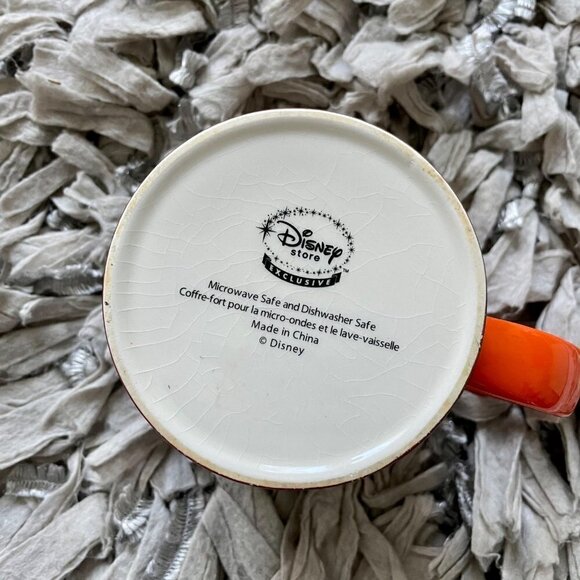 Disney
store
EXCLUSIVE
TM
Microwave Safe and Dishwasher Safe
Coffre-fort pour la micro-ondes et le lave-vaisselle
Made in China
© Disney